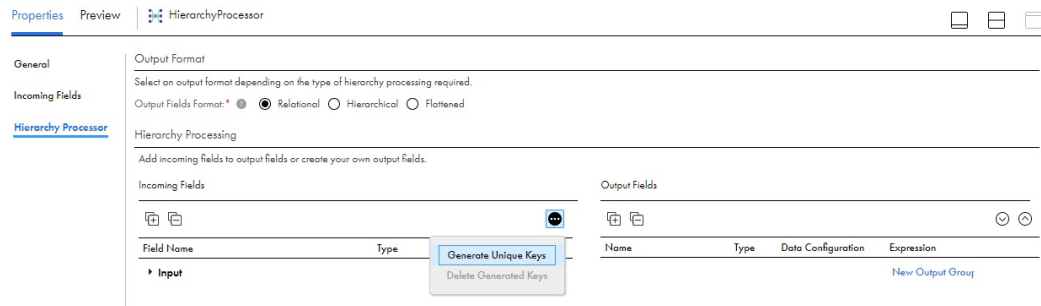 Properties Preview HierarchyProcessor
General
Incoming Fields
Hierarchy Processor
Output Format
Select an output format depending on the type of hierarchy processing required.
Output Fields Format:* Relational Hierarchical Flattened
Hierarchy Processing
Add incoming fields to output fields or create your own output fields.
Incoming Fields
Field Name Type
Input
Generate Unique Keys
Delete Generated Keys
Output Fields
Name Type Data Configuration Expression
New Output Group